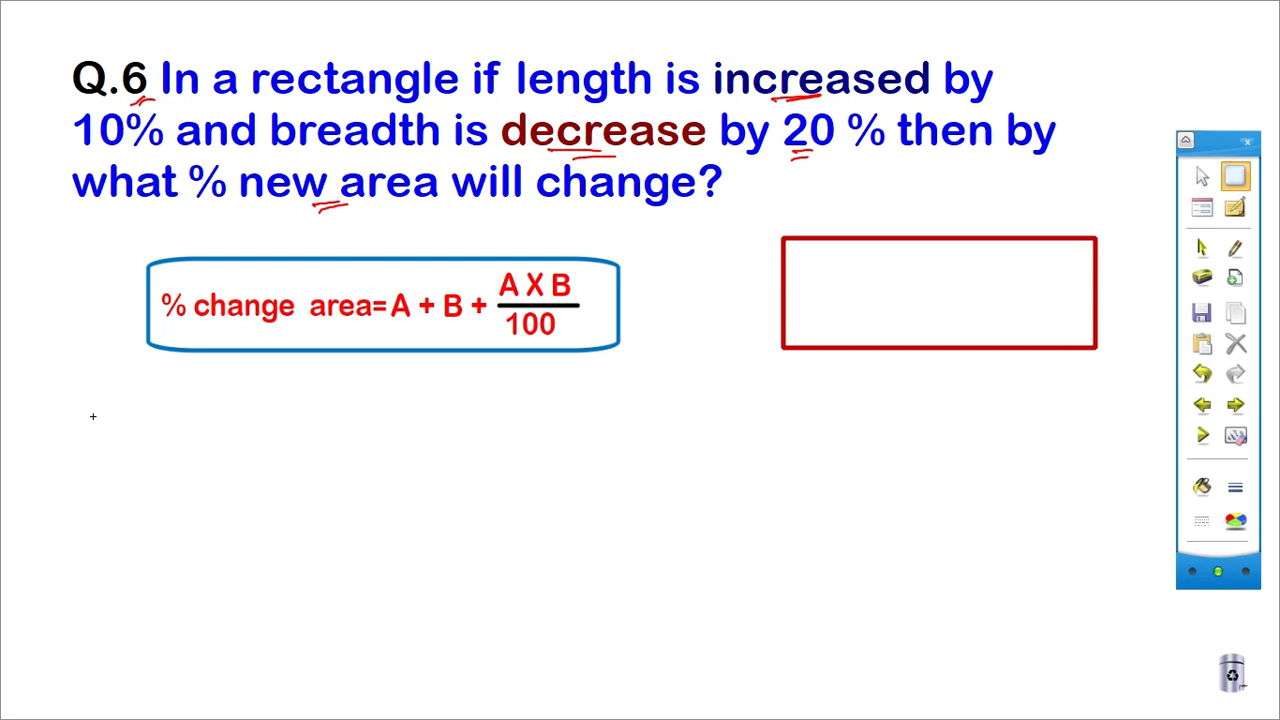 Q.6 In a rectangle if length is increased by
10% and breadth is decrease by 20 % then by
what % new area will change?
% change area= A + B + A X B
100